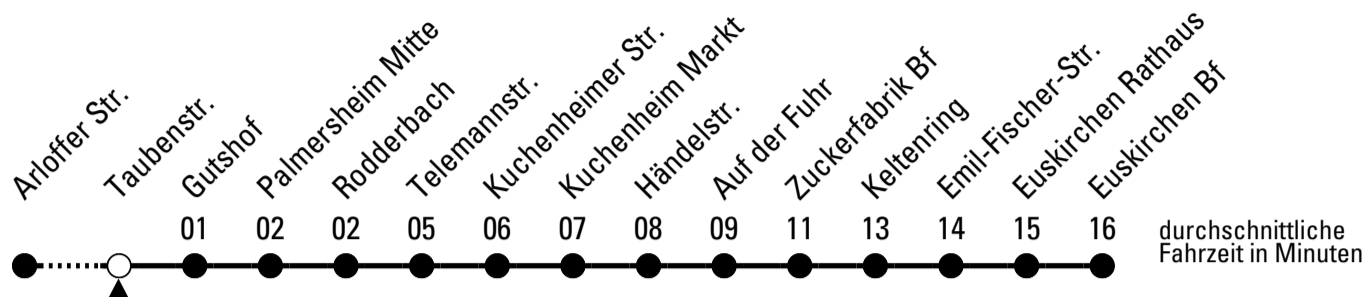 Arloffer Str.
Taubenstr.
Gutshof
Palmersheim Mitte
Rodderbach
Telemannstr.
Kuchenheimer Str.
Kuchenheim Markt
Händelstr.
Auf der Fuhr
Zuckerfabrik Bf
Keltenring
Emil-Fischer-Str.
Euskirchen Rathaus
Euskirchen Bf
01 02 02 05 06 07 08 09 11 13 14 15 16
durchschnittliche
Fahrzeit in Minuten